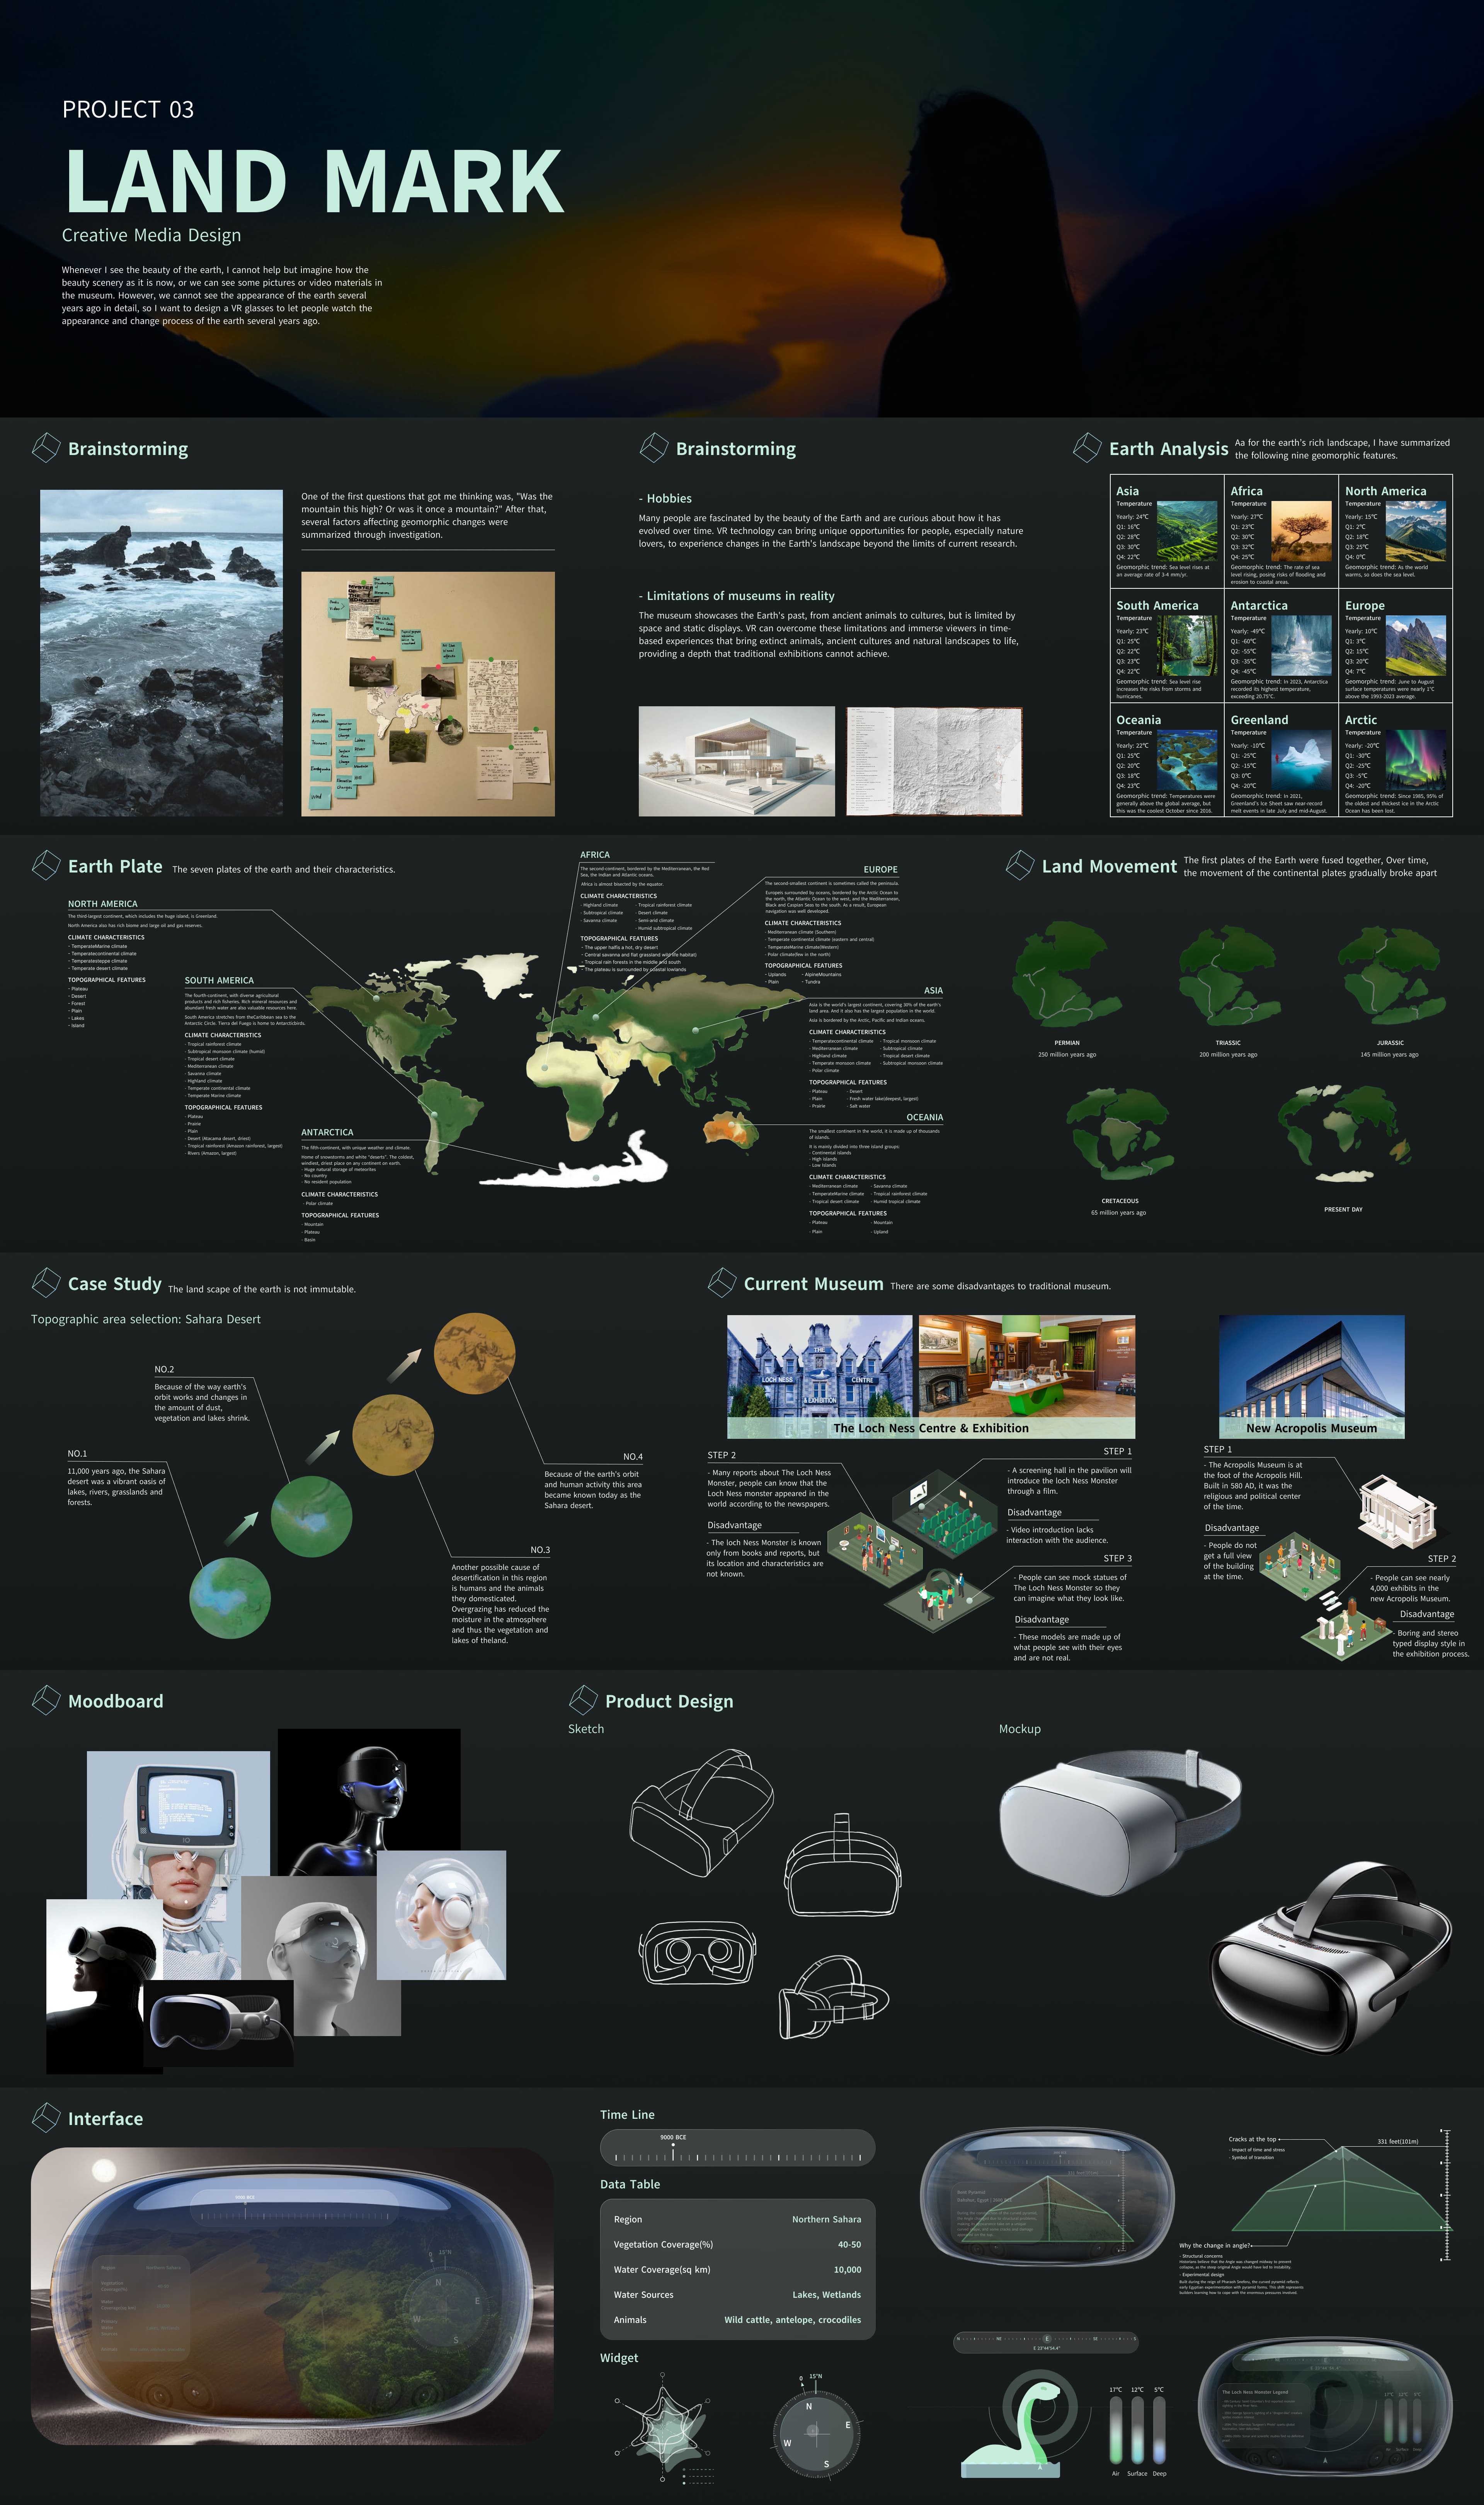 PROJECT 03
LAND MARK
Creative Media Design
Whenever I see the beauty of the earth, I cannot help but imagine how the
beauty scenery as it is now, or we can see some pictures or video materials in
the museum. However, we cannot see the appearance of the earth several
years ago in detail, so I want to design a VR glasses to let people watch the
appearance and change process of the earth several years ago.
Brainstorming
One of the first questions that got me thinking was, "Was the
mountain this high? Or was it once a mountain?" After that,
several factors affecting geomorphic changes were
summarized through investigation.
Brainstorming
- Hobbies
Many people are fascinated by the beauty of the Earth and are curious about how it has
evolved over time. VR technology can bring unique opportunities for people, especially nature
lovers, to experience changes in the Earth's landscape beyond the limits of current research.
- Limitations of museums in reality
The museum showcases the Earth's past, from ancient animals to cultures, but is limited by
space and static displays. VR can overcome these limitations and immerse viewers in time-
based experiences that bring extinct animals, ancient cultures and natural landscapes to life,
providing a depth that traditional exhibitions cannot achieve.
Earth Analysis
Aa for the earth's rich landscape, I have summarized
the following nine geomorphic features.
Asia
Temperature
Yearly: 24℃
Q1: 16℃
Q2: 28℃
Q3: 30℃
Q4: 22℃
Geomorphic trend: Sea level rises at
an average rate of 3-4 mm/yr.
Africa
Temperature
Yearly: 27℃
Q1: 23℃
Q2: 30℃
Q3: 32℃
Q4: 25℃
Geomorphic trend: The rate of sea
level rising, posing risks of flooding and
erosion to coastal areas.
North America
Temperature
Yearly: 15℃
Q1: 2℃
Q2: 18℃
Q3: 25℃
Q4: 0℃
Geomorphic trend: As the world
warms, so does the sea level.
South America
Temperature
Yearly: 23℃
Q1: 25℃
Q2: 22℃
Q3: 23℃
Q4: 22℃
Geomorphic trend: Sea level rise
increases the risks from storms and
hurricanes.
Antarctica
Temperature
Yearly: -49℃
Q1: -60℃
Q2: -55℃
Q3: -35℃
Q4: -45℃
Geomorphic trend: In 2023, Antarctica
recorded its highest temperature,
exceeding 20.75℃.
Europe
Temperature
Yearly: 10℃
Q1: 3℃
Q2: 15℃
Q3: 20℃
Q4: 7℃
Geomorphic trend: June to August
surface temperatures were nearly 1℃
above the 1993-2023 average.
Oceania
Temperature
Yearly: 22℃
Q1: 25℃
Q2: 20℃
Q3: 18℃
Q4: 23℃
Geomorphic trend: Temperatures were
generally above the global average, but
this was the coolest October since 2016.
Greenland
Temperature
Yearly: -10℃
Q1: -25℃
Q2: -15℃
Q3: 0℃
Q4: -20℃
Geomorphic trend: In 2021,
Greenland's Ice Sheet saw near-record
melt events in late July and mid-August.
Arctic
Temperature
Yearly: -20℃
Q1: -30℃
Q2: -25℃
Q3: -5℃
Q4: -20℃
Geomorphic trend: Since 1985, 95% of
the oldest and thickest ice in the Arctic
Ocean has been lost.
Earth Plate
The seven plates of the earth and their characteristics.
NORTH AMERICA
The third-largest continent, which includes the huge island, is Greenland.
North America also has rich biome and large oil and gas reserves.
CLIMATE CHARACTERISTICS
- TemperateMarine climate
- Temperatecontinental climate
- Temperatesteppe climate
- Temperate desert climate
TOPOGRAPHICAL FEATURES
- Plateau
- Desert
- Forest
- Plain
- Lakes
- Island
SOUTH AMERICA
The fourth-continent, with diverse agricultural
products and rich fisheries. Rich mineral resources and
abundant fresh water are also valuable resources here.
South America stretches from theCaribbean sea to the
Antarctic Circle. Tierra del Fuego is home to Antarcticbirds.
CLIMATE CHARACTERISTICS
- Tropical rainforest climate
- Subtropical monsoon climate (humid)
- Tropical desert climate
- Mediterranean climate
- Savanna climate
- Highland climate
- Temperate continental climate
- Temperate Marine climate
TOPOGRAPHICAL FEATURES
- Plateau
- Prairie
- Plain
- Desert (Atacama desert, driest)
- Tropical rainforest (Amazon rainforest, largest)
- Rivers (Amazon, largest)
ANTARCTICA
The fifth-continent, with unique weather and climate.
Home of snowstorms and white "deserts". The coldest,
windiest, driest place on any continent on earth.
- Huge natural storage of meteorites
- No country
- No resident population
CLIMATE CHARACTERISTICS
- Polar climate
TOPOGRAPHICAL FEATURES
- Mountain
- Plateau
- Basin
AFRICA
The second-continent, bordered by the Mediterranean, the Red
Sea, the Indian and Atlantic oceans.
Africa is almost bisected by the equator.
CLIMATE CHARACTERISTICS
- Highland climate
- Subtropical climate
- Savanna climate
- Tropical rainforest climate
- Desert climate
- Semi-arid climate
- Humid subtropical climate
TOPOGRAPHICAL FEATURES
- The upper halfis a hot, dry desert
- Central savanna and flat grassland with life habitat)
- Tropical rain forests in the middle and south
- The plateau is surrounded by coastal lowlands
EUROPE
The second-smallest continent is sometimes called the peninsula.
Europeis surrounded by oceans, bordered by the Arctic Ocean to
the north, the Atlantic Ocean to the west, and the Mediterranean,
Black and Caspian Seas to the south. As a result, European
navigation was well developed.
CLIMATE CHARACTERISTICS
- Mediterranean climate (Southern)
- Temperate continental climate (eastern and central)
- TemperateMarine climate(Western)
- Polar climate(few in the north)
TOPOGRAPHICAL FEATURES
- Uplands
- Plain
- AlpineMountains
- Tundra
ASIA
Asia is the world's largest continent, covering 30% of the earth's
land area. And it also has the largest population in the world.
Asia is bordered by the Arctic, Pacific and Indian oceans.
CLIMATE CHARACTERISTICS
- Temperatecontinental climate
- Mediterranean climate
- Highland climate
- Temperate monsoon climate
- Polar climate
- Tropical monsoon climate
- Subtropical climate
- Tropical desert climate
- Subtropical monsoon climate
TOPOGRAPHICAL FEATURES
- Plateau
- Plain
- Prairie
- Desert
- Fresh water lake(deepest, largest)
- Salt water
OCEANIA
The smallest continent in the world, it is made up of thousands
of islands.
It is mainly divided into three island groups:
- Continental Islands
- High islands
- Low Islands
CLIMATE CHARACTERISTICS
- Mediterranean climate
- TemperateMarine climate
- Tropical desert climate
- Savanna climate
- Tropical rainforest climate
- Humid tropical climate
TOPOGRAPHICAL FEATURES
- Plateau
- Plain
- Mountain
- Upland
Land Movement
The first plates of the Earth were fused together, Over time,
the movement of the continental plates gradually broke apart
PERMIAN
250 million years ago
TRIASSIC
200 million years ago
JURASSIC
145 million years ago
CRETACEOUS
65 million years ago
PRESENT DAY
Case Study
The land scape of the earth is not immutable.
Topographic area selection: Sahara Desert
NO.1
11,000 years ago, the Sahara
desert was a vibrant oasis of
lakes, rivers, grasslands and
forests.
NO.2
Because of the way earth's
orbit works and changes in
the amount of dust,
vegetation and lakes shrink.
NO.3
Another possible cause of
desertification in this region
is humans and the animals
they domesticated.
Overgrazing has reduced the
moisture in the atmosphere
and thus the vegetation and
lakes of theland.
NO.4
Because of the earth's orbit
and human activity this area
became known today as the
Sahara desert.
Current Museum
There are some disadvantages to traditional museum.
THE
LOCH NESS CENTRE
& EXHIBITION
The Loch Ness Centre & Exhibition
STEP 2
- Many reports about The Loch Ness
Monster, people can know that the
Loch Ness monster appeared in the
world according to the newspapers.
Disadvantage
- The loch Ness Monster is known
only from books and reports, but
its location and characteristics are
not known.
STEP 1
- A screening hall in the pavilion will
introduce the loch Ness Monster
through a film.
Disadvantage
- Video introduction lacks
interaction with the audience.
STEP 3
- People can see mock statues of
The Loch Ness Monster so they
can imagine what they look like.
Disadvantage
- These models are made up of
what people see with their eyes
and are not real.
New Acropolis Museum
STEP 1
- The Acropolis Museum is at
the foot of the Acropolis Hill.
Built in 580 AD, it was the
religious and political center
of the time.
Disadvantage
- People do not
get a full view
of the building
at the time.
STEP 2
- People can see nearly
4,000 exhibits in the
new Acropolis Museum.
Disadvantage
- Boring and stereo
typed display style in
the exhibition process.
Moodboard
Product Design
Sketch
Mockup
Interface
9000 BCE
Time Line
9000 BCE
Data Table
Region Northern Sahara
Vegetation Coverage(%) 40-50
Water Coverage(sq km) 10,000
Water Sources Lakes, Wetlands
Animals Wild cattle, antelope, crocodiles
Widget
0 15°N
N
E
S
W
Cracks at the top
- Impact of time and stress
- Symbol of transition
331 feet(101m)
Why the change in angle?
- Structural concerns
Historians believe that the Angle was changed midway to prevent
collapse, as the steep original Angle would have led to instability.
- Experimental design
Built during the reign of Pharaoh Sneferu, the curved pyramid reflects
early Egyptian experimentation with pyramid forms. This shift represents
builders learning how to cope with the enormous pressures involved.
N NE E SE S
17℃ 12℃ 5℃
Air Surface Deep
The Loch Ness Monster Legend